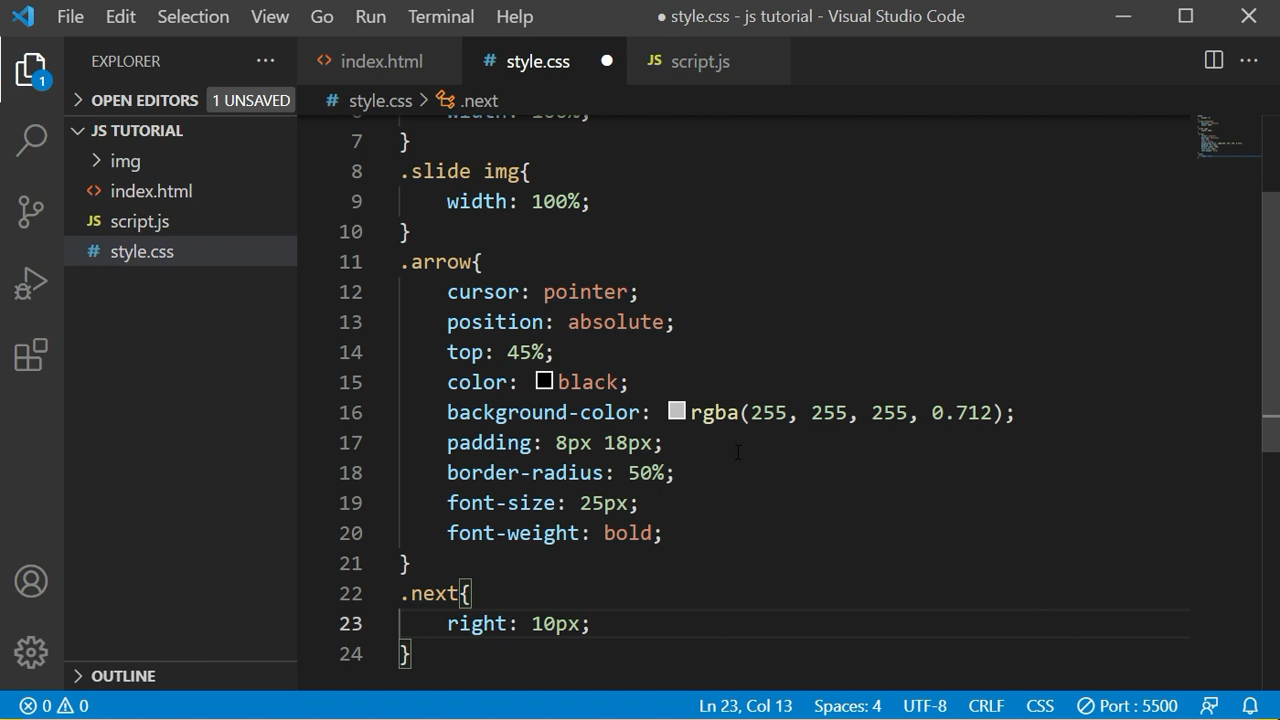 File Edit Selection View Go Run Terminal Help ● style.css - js tutorial - Visual Studio Code
EXPLORER ··· <> index.html # style.css ● JS script.js ···
1
OPEN EDITORS 1 UNSAVED
# style.css > .next
JS TUTORIAL
img
<> index.html
JS script.js
# style.css
6 width: 100%;
7 }
8 .slide img{
9 width: 100%;
10 }
11 .arrow{
12 cursor: pointer;
13 position: absolute;
14 top: 45%;
15 color: black;
16 background-color: rgba(255, 255, 255, 0.712);
17 padding: 8px 18px;
18 border-radius: 50%;
19 font-size: 25px;
20 font-weight: bold;
21 }
22 .next{
23 right: 10px;
24 }
OUTLINE
0 0 Ln 23, Col 13 Spaces: 4 UTF-8 CRLF CSS Port : 5500